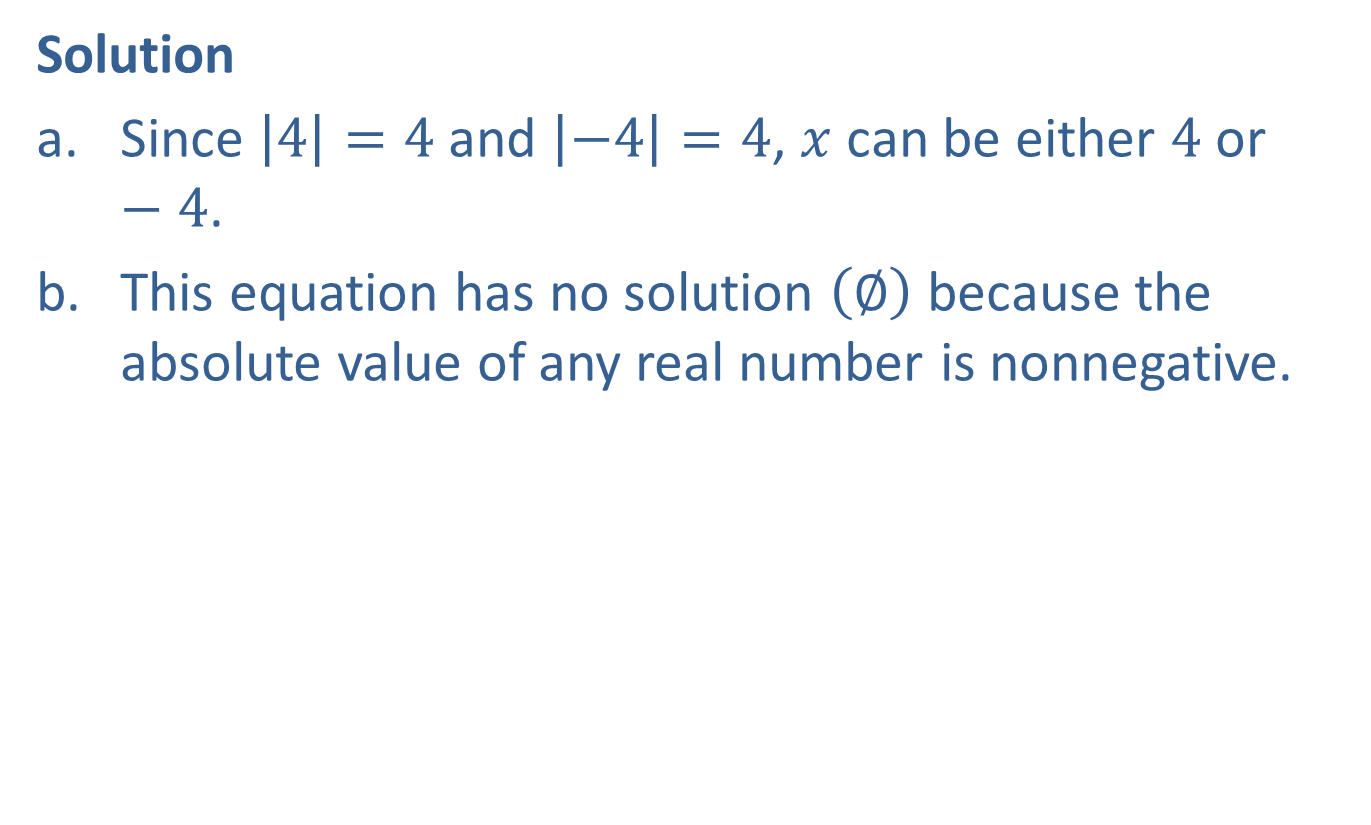 Solution
a. Since |4| = 4 and |−4| = 4, x can be either 4 or
− 4.
b. This equation has no solution (∅) because the
absolute value of any real number is nonnegative.